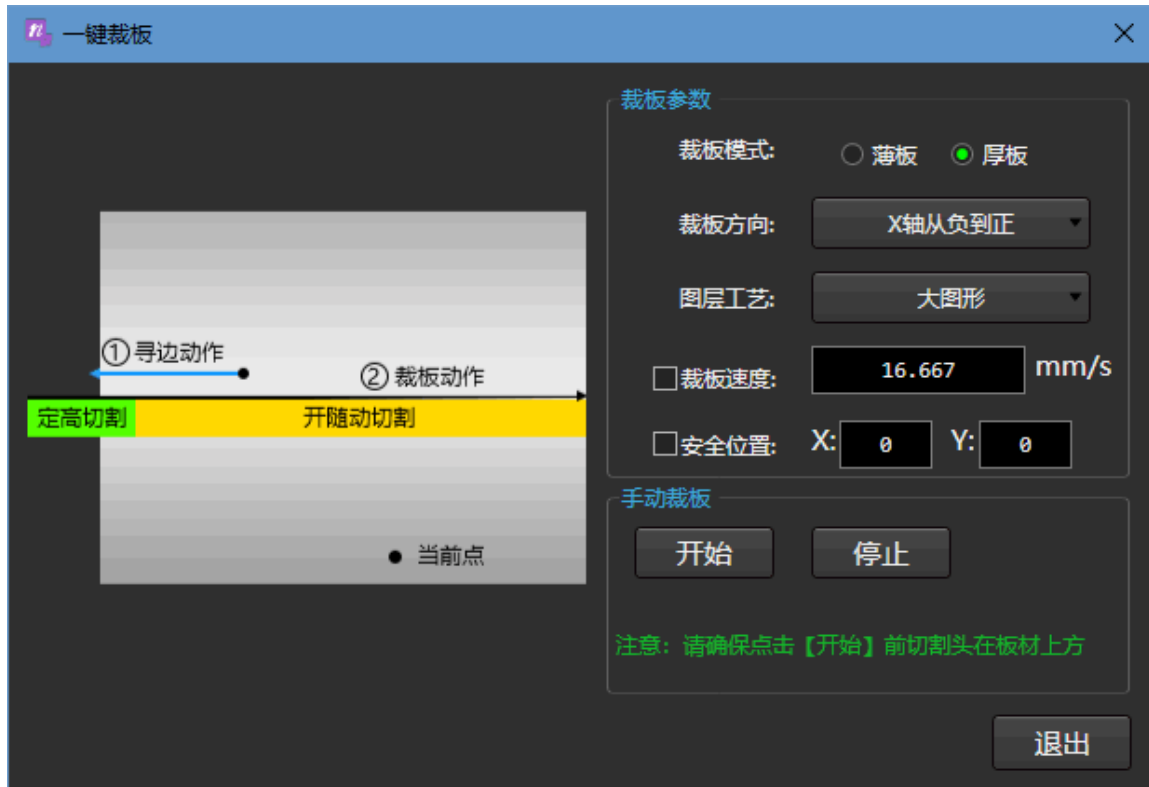 一键裁板
① 寻边动作
② 裁板动作
定高切割 开随动切割
当前点
裁板参数
裁板模式: 薄板 厚板
裁板方向: X轴从负到正
图层工艺: 大图形
裁板速度: 16.667 mm/s
安全位置: X: 0 Y: 0
手动裁板
开始 停止
注意：请确保点击【开始】前切割头在板材上方
退出